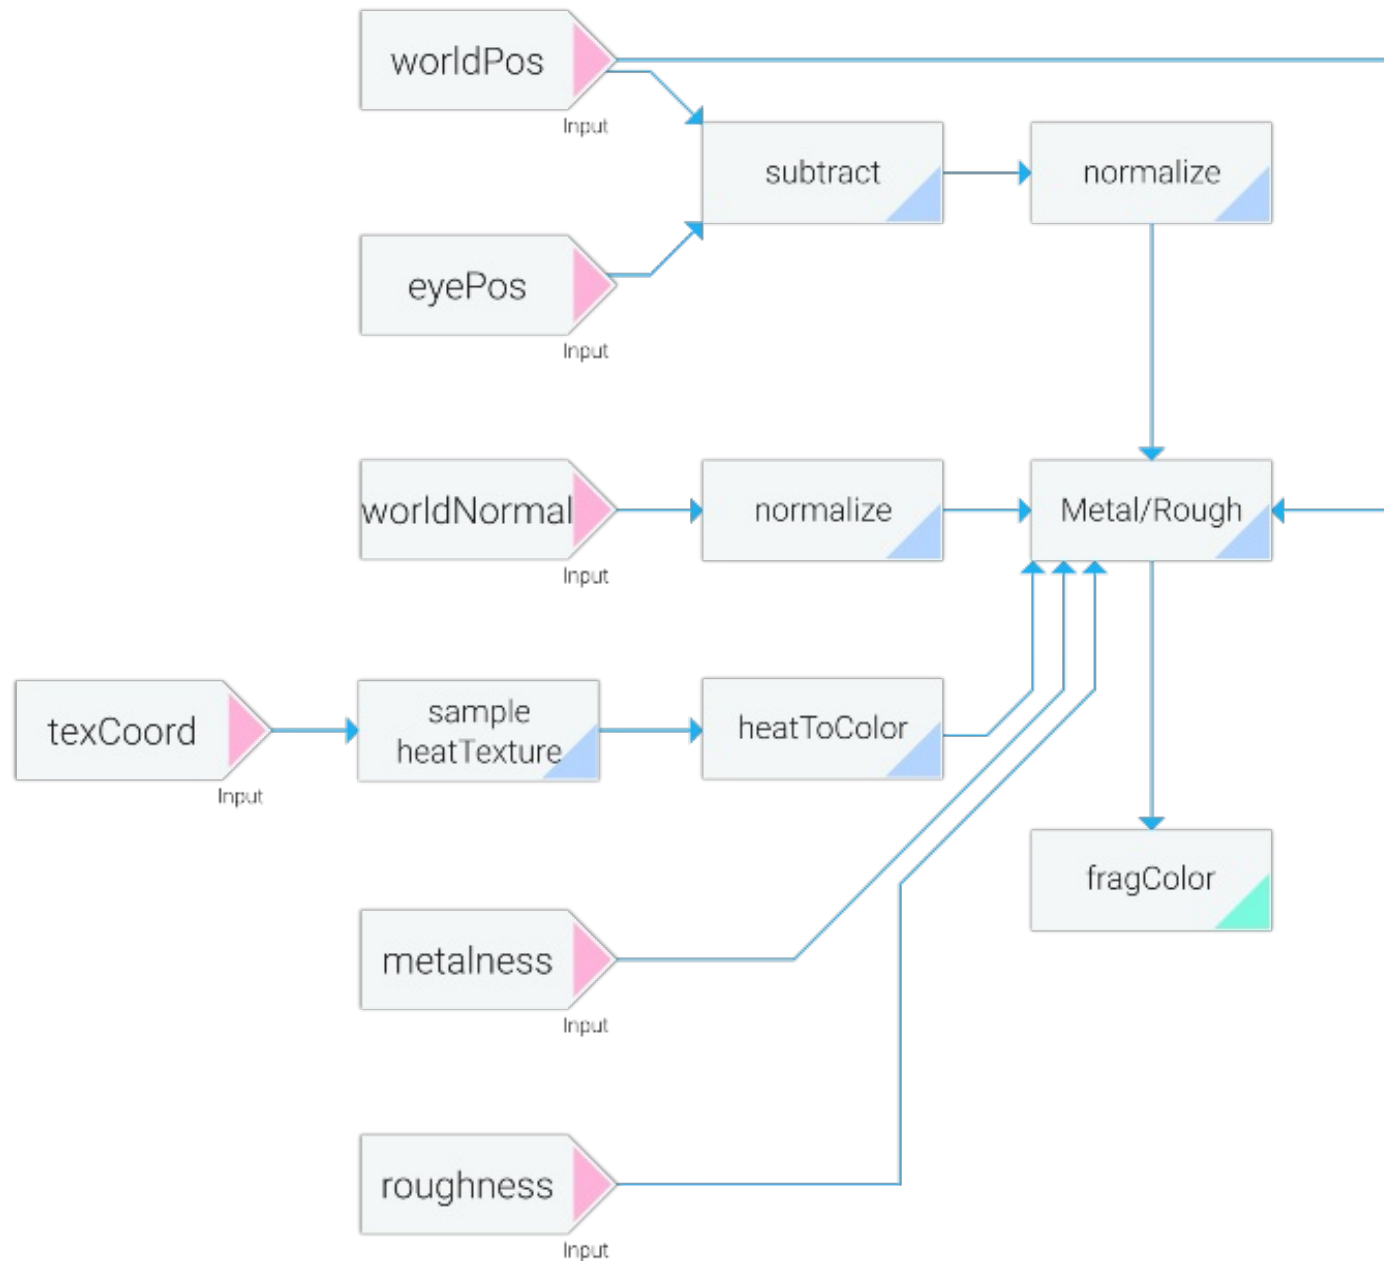 worldPos
Input
subtract
normalize
eyePos
Input
worldNormal
Input
normalize
Metal/Rough
texCoord
Input
sample
heatTexture
heatToColor
fragColor
metalness
Input
roughness
Input